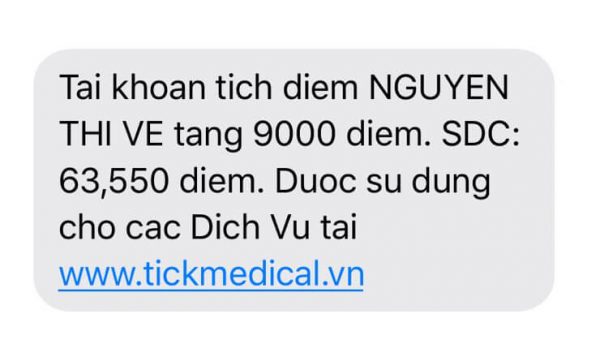 Tai khoan tich diem NGUYEN
THI VE tang 9000 diem. SDC:
63,550 diem. Duoc su dung
cho cac Dich Vu tai
www.tickmedical.vn